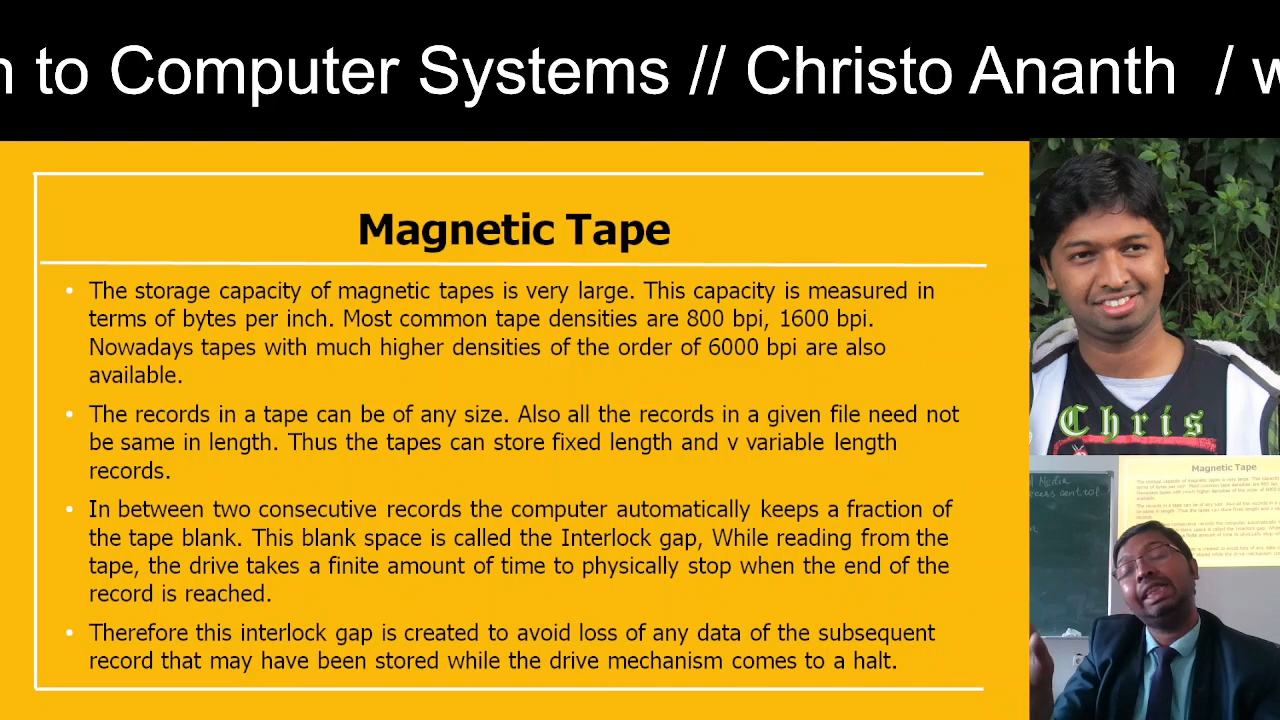 n to Computer Systems // Christo Ananth / w
Magnetic Tape
• The storage capacity of magnetic tapes is very large. This capacity is measured in
terms of bytes per inch. Most common tape densities are 800 bpi, 1600 bpi.
Nowadays tapes with much higher densities of the order of 6000 bpi are also
available.
• The records in a tape can be of any size. Also all the records in a given file need not
be same in length. Thus the tapes can store fixed length and v variable length
records.
• In between two consecutive records the computer automatically keeps a fraction of
the tape blank. This blank space is called the Interlock gap, While reading from the
tape, the drive takes a finite amount of time to physically stop when the end of the
record is reached.
• Therefore this interlock gap is created to avoid loss of any data of the subsequent
record that may have been stored while the drive mechanism comes to a halt.
Chris
Magnetic Tape
Media